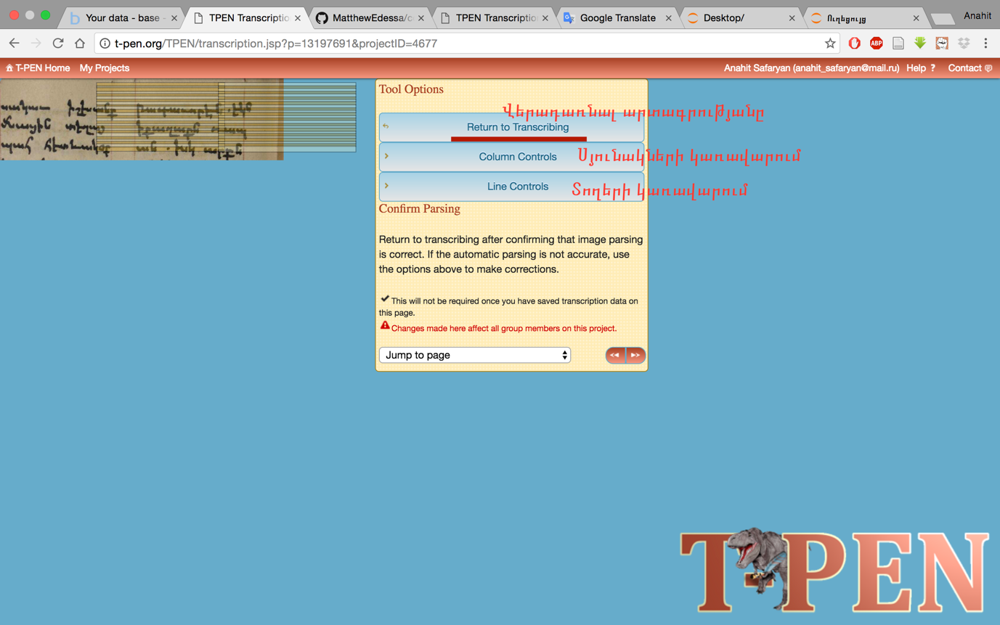 Your data - base -
TPEN Transcriptio
MatthewEdessa/c
TPEN Transcriptio
Google Translate
Desktop/
Ուղեցույց
Anahit
t-pen.org/TPEN/transcription.jsp?p=13197691&projectID=4677
T-PEN Home My Projects
Anahit Safaryan (anahit_safaryan@mail.ru) Help ? Contact
Tool Options
Վերադառնալ արտագրությանը
Return to Transcribing
Column Controls
Սյունակների կառավարում
Line Controls
Տողերի կառավարում
Confirm Parsing
Return to transcribing after confirming that image parsing
is correct. If the automatic parsing is not accurate, use
the options above to make corrections.
This will not be required once you have saved transcription data on
this page.
Changes made here affect all group members on this project.
Jump to page
T-PEN